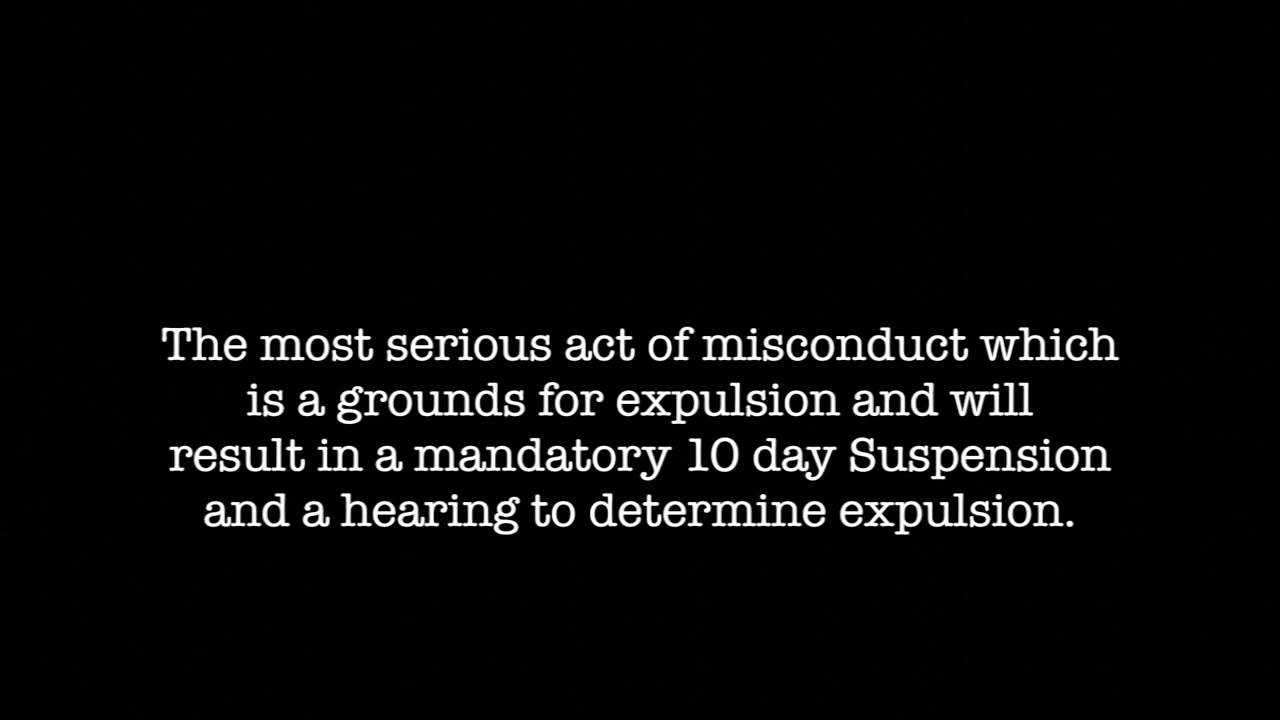 The most serious act of misconduct which
is a grounds for expulsion and will
result in a mandatory 10 day Suspension
and a hearing to determine expulsion.